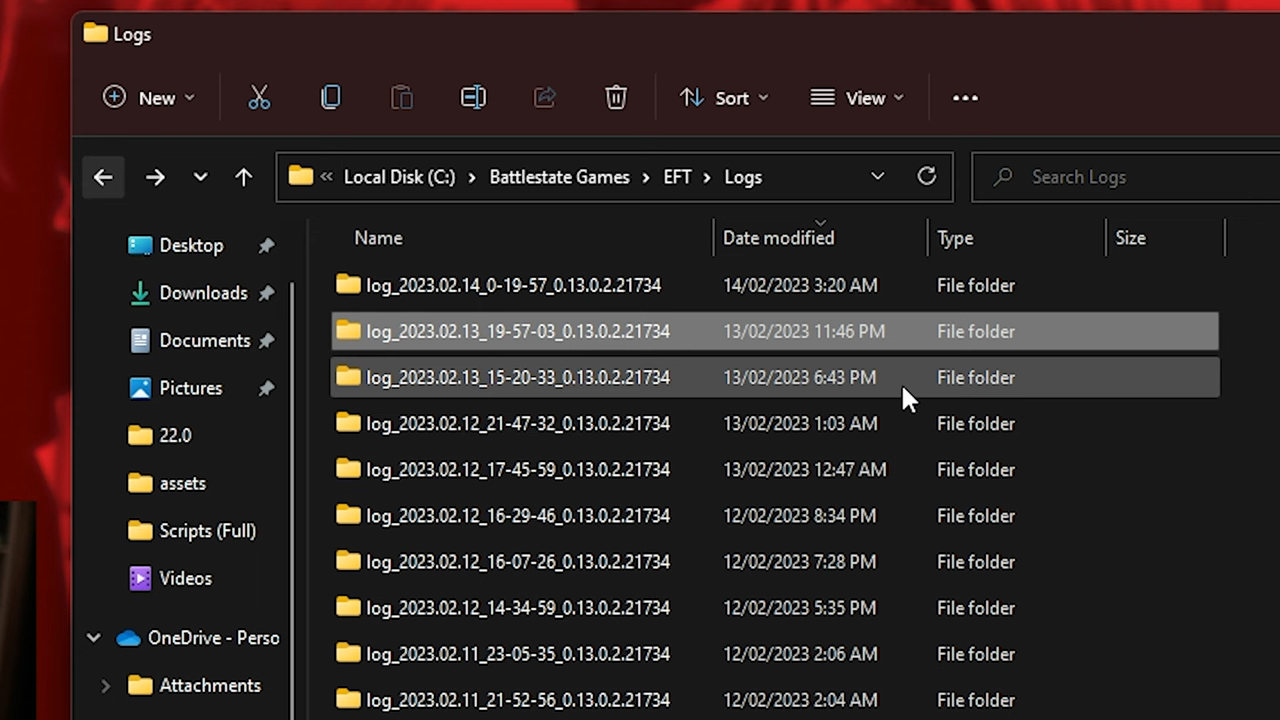 Logs
New Sort View
« Local Disk (C:) > Battlestate Games > EFT > Logs Search Logs
Name Date modified Type Size
Desktop
Downloads
Documents
Pictures
22.0
assets
Scripts (Full)
Videos
OneDrive - Perso
Attachments
log_2023.02.14_0-19-57_0.13.0.2.21734 14/02/2023 3:20 AM File folder
log_2023.02.13_19-57-03_0.13.0.2.21734 13/02/2023 11:46 PM File folder
log_2023.02.13_15-20-33_0.13.0.2.21734 13/02/2023 6:43 PM File folder
log_2023.02.12_21-47-32_0.13.0.2.21734 13/02/2023 1:03 AM File folder
log_2023.02.12_17-45-59_0.13.0.2.21734 13/02/2023 12:47 AM File folder
log_2023.02.12_16-29-46_0.13.0.2.21734 12/02/2023 8:34 PM File folder
log_2023.02.12_16-07-26_0.13.0.2.21734 12/02/2023 7:28 PM File folder
log_2023.02.12_14-34-59_0.13.0.2.21734 12/02/2023 5:35 PM File folder
log_2023.02.11_23-05-35_0.13.0.2.21734 12/02/2023 2:06 AM File folder
log_2023.02.11_21-52-56_0.13.0.2.21734 12/02/2023 2:04 AM File folder